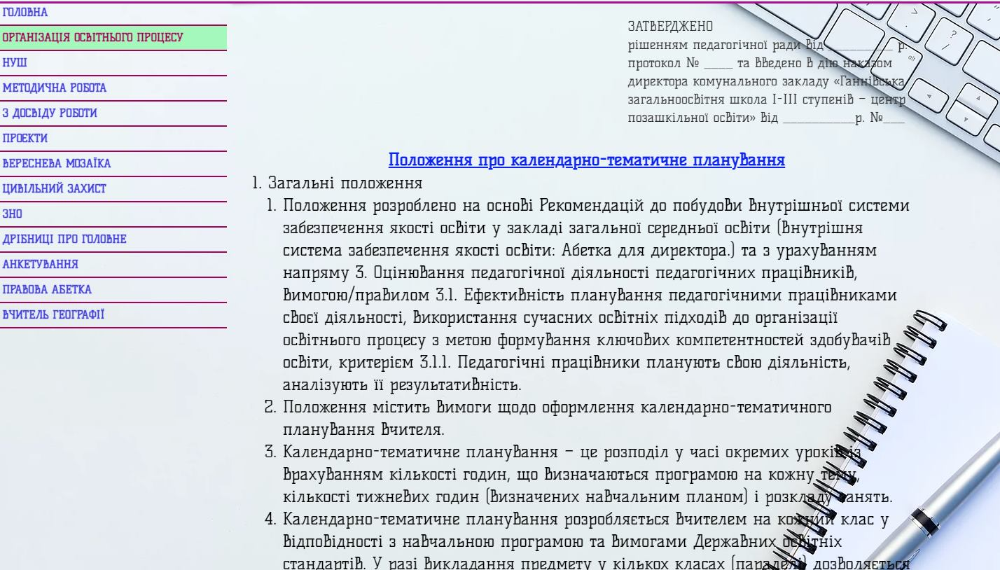 ГОЛОВНА
ОРГАНІЗАЦІЯ ОСВІТНЬОГО ПРОЦЕСУ
НУШ
МЕТОДИЧНА РОБОТА
З ДОСВІДУ РОБОТИ
ПРОЄКТИ
ВЕРЕСНЕВА МОЗАЇКА
ЦИВІЛЬНИЙ ЗАХИСТ
ЗНО
ДРІБНИЦІ ПРО ГОЛОВНЕ
АНКЕТУВАННЯ
ПРАВОВА АБЕТКА
ВЧИТЕЛЬ ГЕОГРАФІЇ
ЗАТВЕРДЖЕНО
рішенням педагогічної ради від _________ р.
протокол № ____ та введено в дію наказом
директора комунального закладу «Ганнівська
загальноосвітня школа І-ІІІ ступенів – центр
позашкільної освіти» від __________р. №___
Положення про календарно-тематичне планування
1. Загальні положення
1. Положення розроблено на основі Рекомендацій до побудови внутрішньої системи
забезпечення якості освіти у закладі загальної середньої освіти (Внутрішня
система забезпечення якості освіти: Абетка для директора.) та з урахуванням
напряму 3. Оцінювання педагогічної діяльності педагогічних працівників,
вимогою/правилом 3.1. Ефективність планування педагогічними працівниками
своєї діяльності, використання сучасних освітніх підходів до організації
освітнього процесу з метою формування ключових компетентностей здобувачів
освіти, критерієм 3.1.1. Педагогічні працівники планують свою діяльність,
аналізують її результативність.
2. Положення містить вимоги щодо оформлення календарно-тематичного
планування вчителя.
3. Календарно-тематичне планування – це розподіл у часі окремих уроків із
врахуванням кількості годин, що визначаються програмою на кожну тему,
кількості тижневих годин (визначених навчальним планом) і розкладу занять.
4. Календарно-тематичне планування розробляється вчителем на кожний клас у
відповідності з навчальною програмою та вимогами Державних освітніх
стандартів. У разі викладання предмету у кількох класах (паралелі) дозволяється